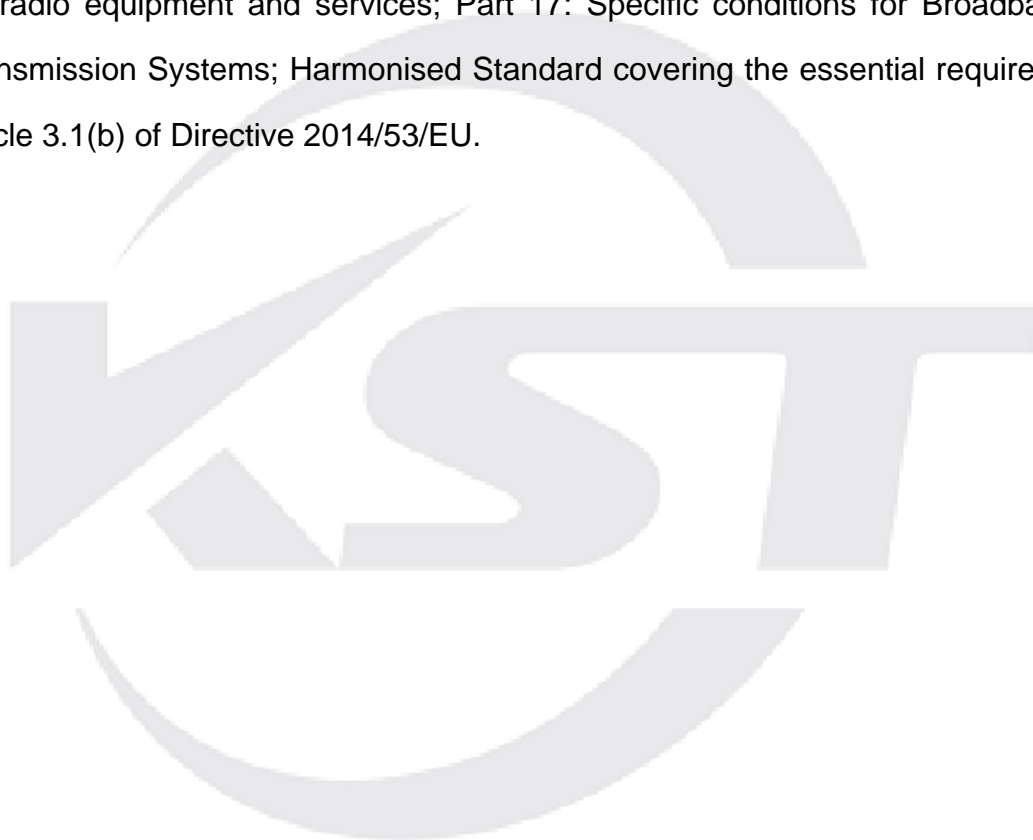 radio equipment and services; Part 17: Specific conditions for Broadba
nsmission Systems; Harmonised Standard covering the essential require
cle 3.1(b) of Directive 2014/53/EU.
KST